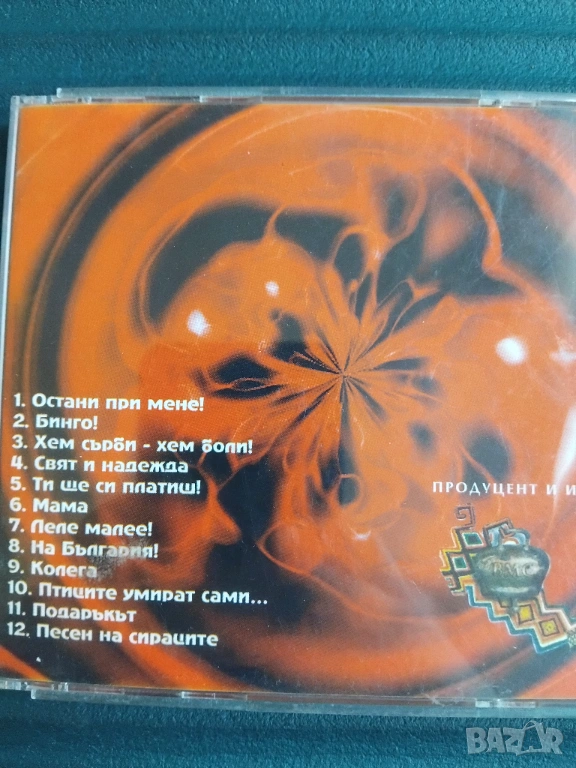 1. Остани при мене!
2. Бинго!
3. Хем сърби - хем боли!
4. Свят и надежда
5. Ти ще си платиш!
6. Мама
7. Леле малее!
8. На България!
9. Колега
10. Птиците умират сами...
11. Подаръкът
12. Песен на сираците
ПРОДУЦЕНТ И И
BAZAR